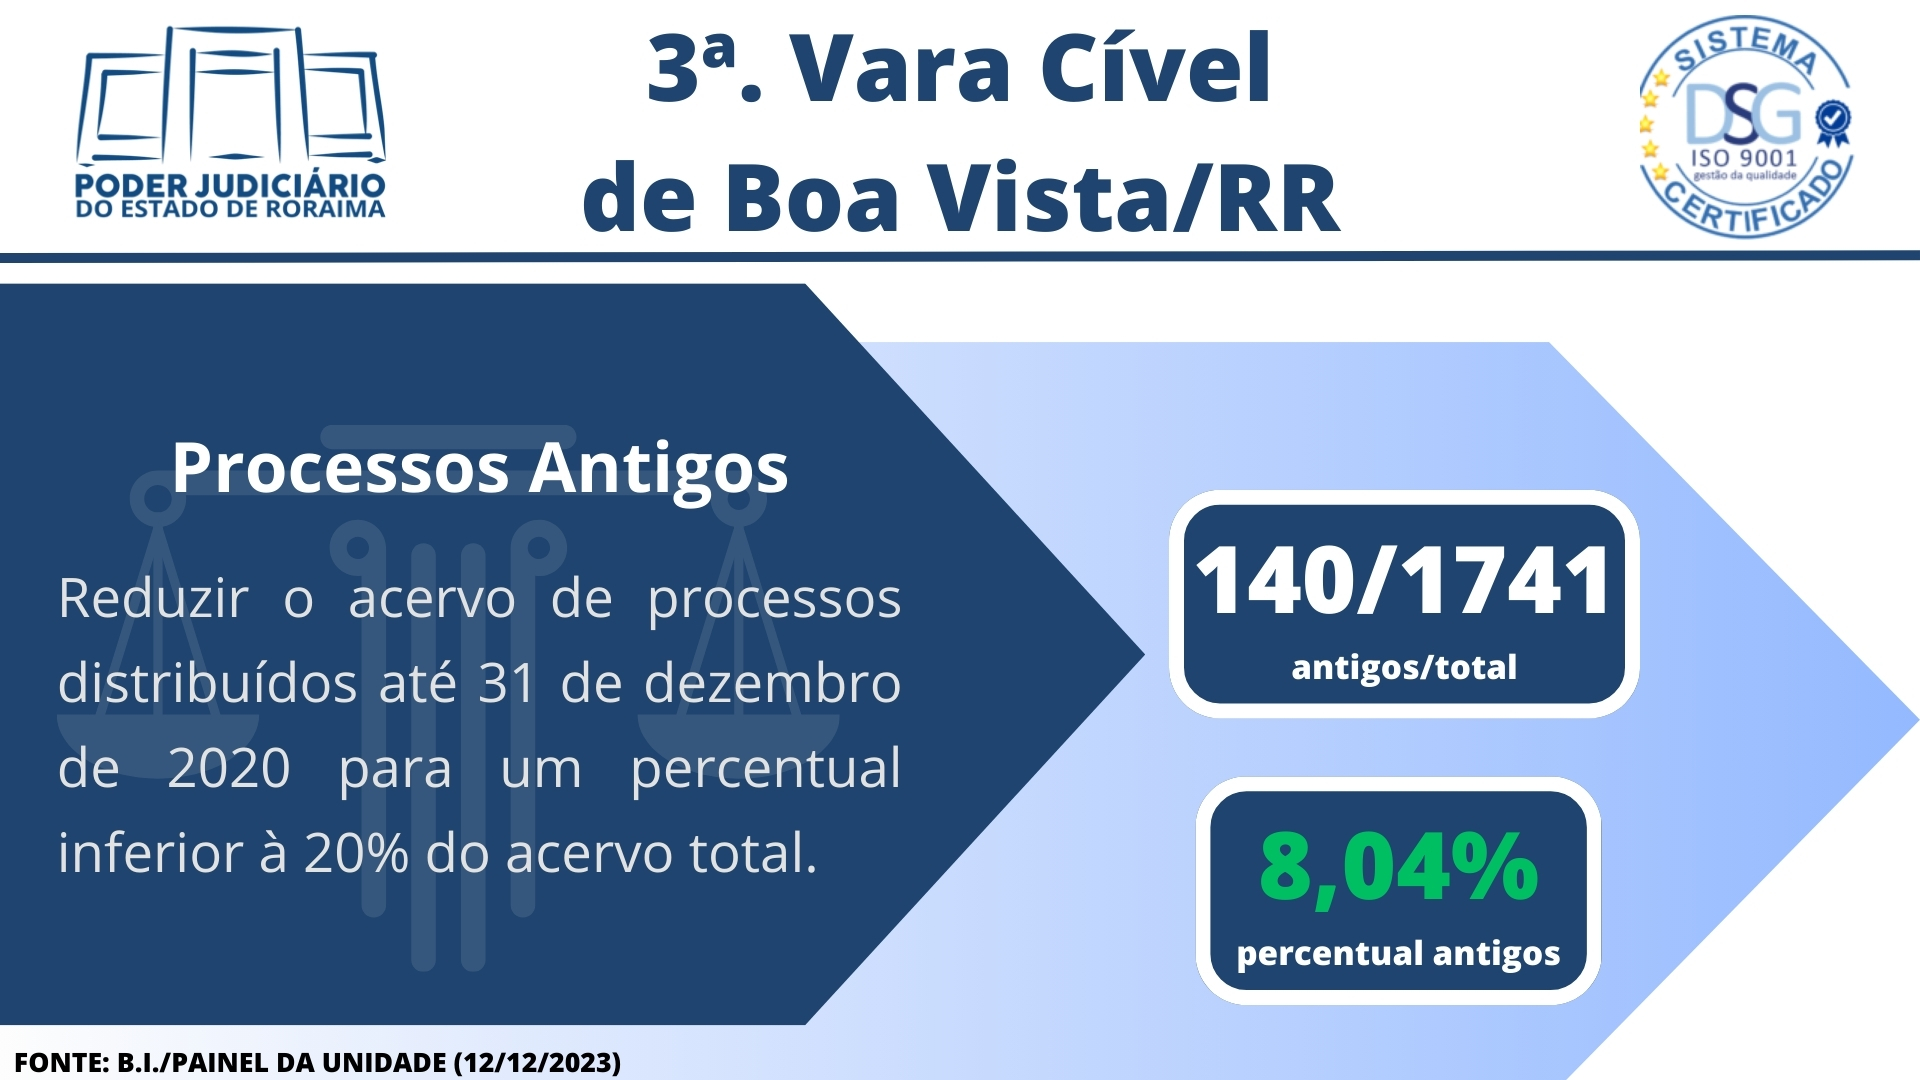 PODER JUDICIÁRIO
DO ESTADO DE RORAIMA
3ª. Vara Cível
de Boa Vista/RR
SISTEMA
DSG
ISO 9001
gestão da qualidade
CERTIFICADO
Processos Antigos
Reduzir o acervo de processos
distribuídos até 31 de dezembro
de 2020 para um percentual
inferior à 20% do acervo total.
140/1741
antigos/total
8,04%
percentual antigos
FONTE: B.I./PAINEL DA UNIDADE (12/12/2023)